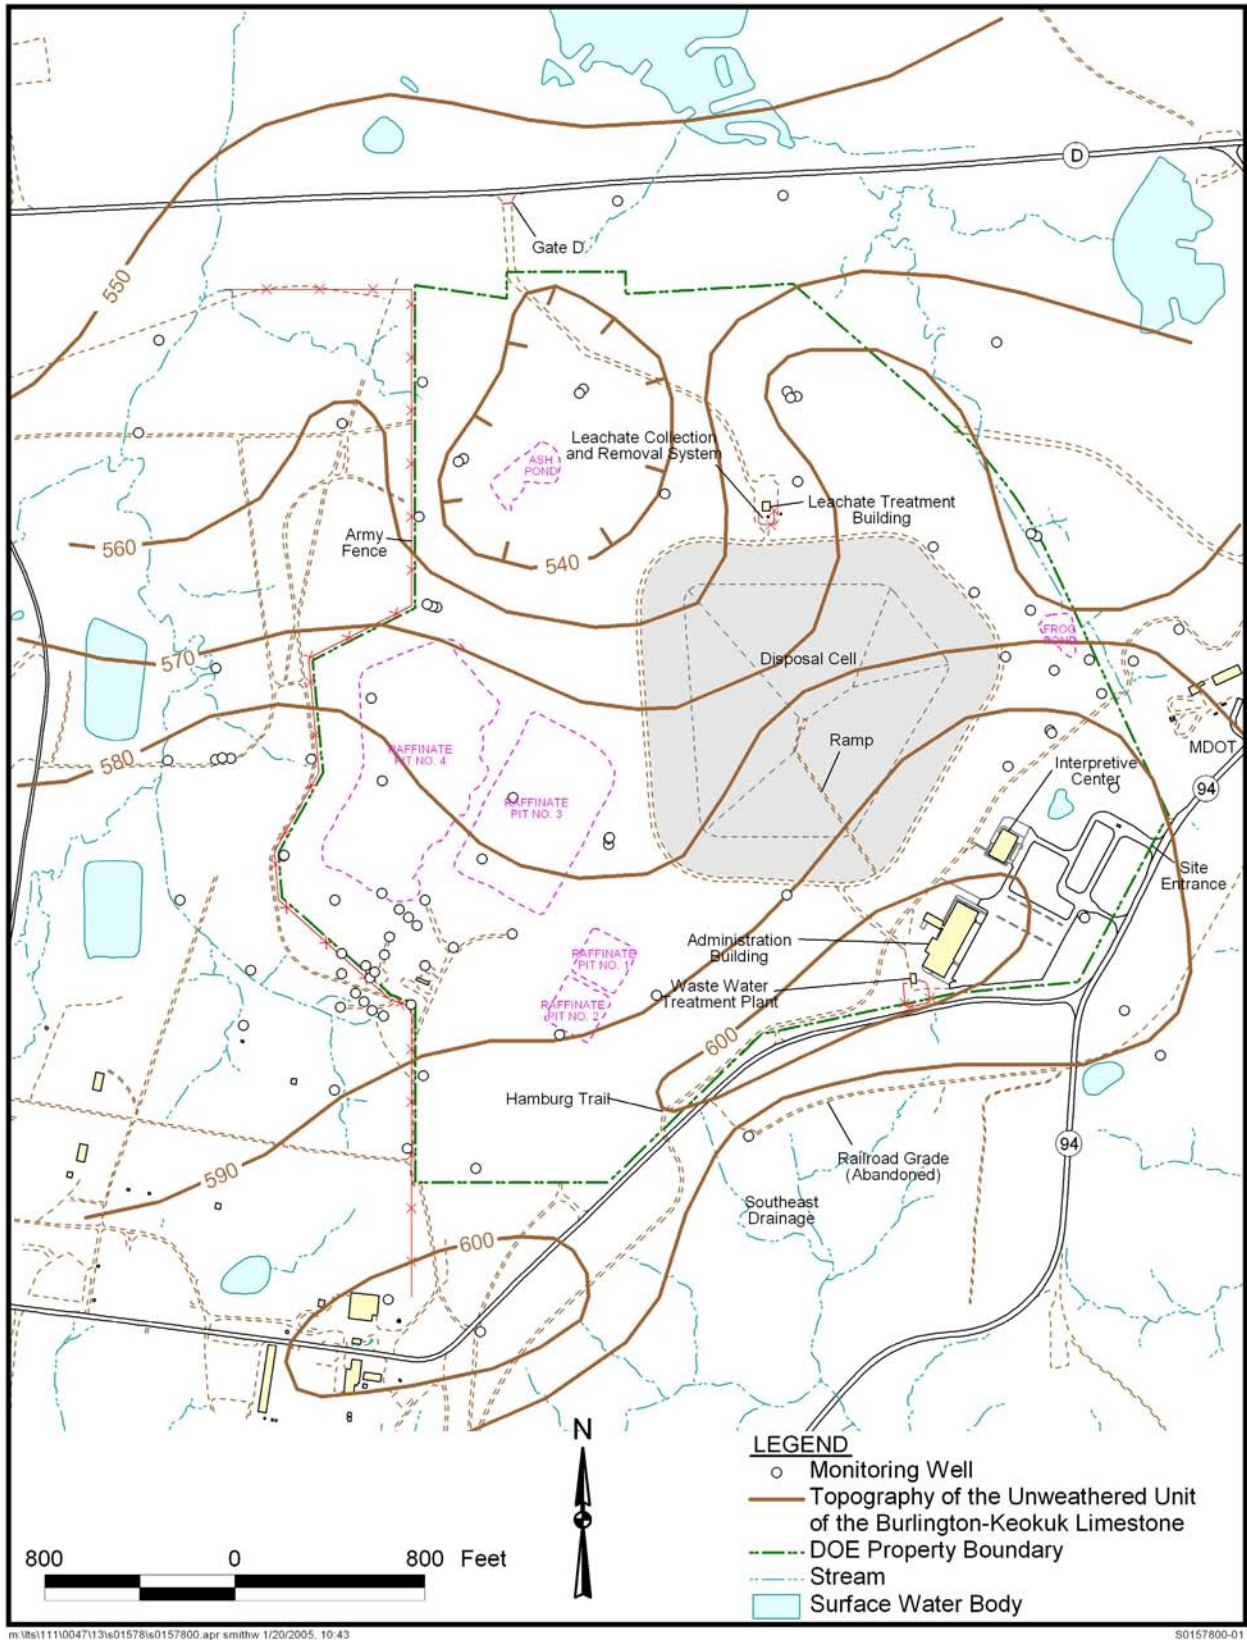 D
Gate D
550
Leachate Collection
and Removal System
ASH
POND
Leachate Treatment
Building
Army
Fence
560
540
FROG
POND
570
Disposal Cell
580
RAFFINATE
PIT NO. 4
Ramp
MDOT
Interpretive
Center
94
RAFFINATE
PIT NO. 3
Site
Entrance
Administration
Building
RAFFINATE
PIT NO. 1
Waste Water
Treatment Plant
RAFFINATE
PIT NO. 2
600
Hamburg Trail
94
Railroad Grade
(Abandoned)
590
Southeast
Drainage
600
N
LEGEND
Monitoring Well
Topography of the Unweathered Unit
of the Burlington-Keokuk Limestone
DOE Property Boundary
Stream
Surface Water Body
800 0 800 Feet
m:\lts\111\0047\13\s01578\s0157800.apr smithw 1/20/2005, 10:43
S0157800-01